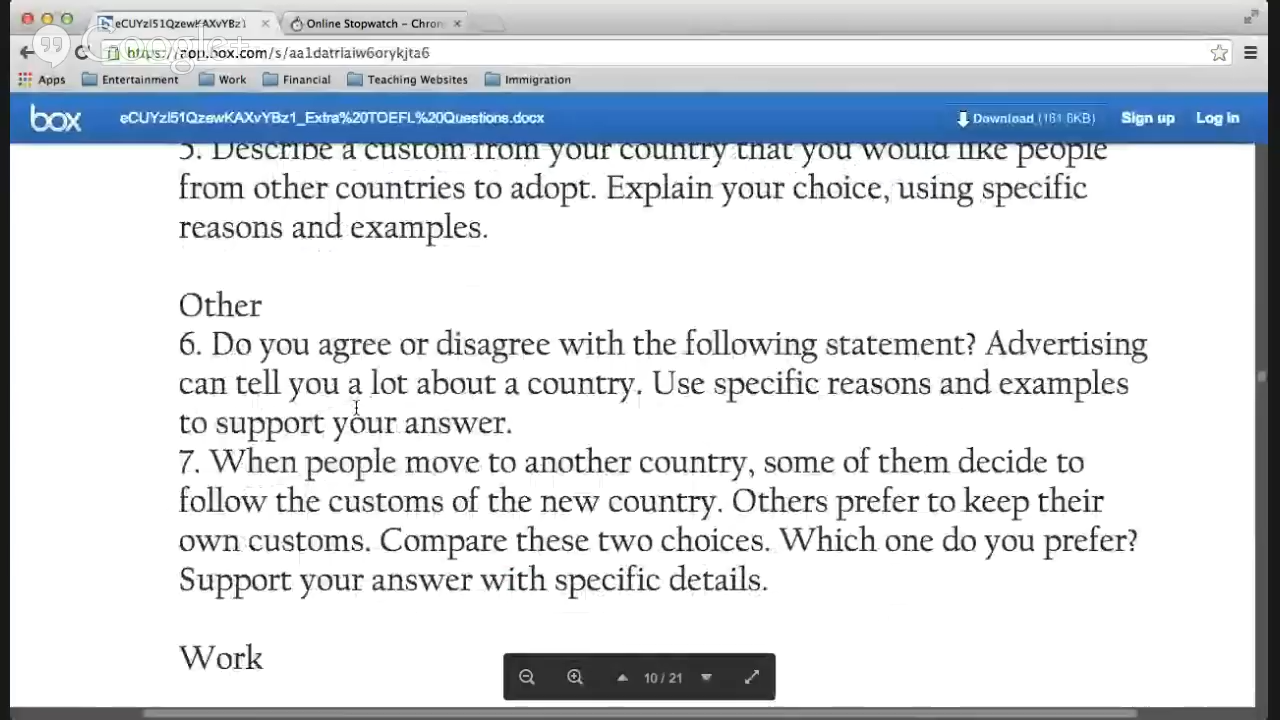 eCUYzl51QzewKAXvYBz1
Online Stopwatch – Chron
Google+
https://app.box.com/s/aa1datrlaiw6orykjta6
Apps Entertainment Work Financial Teaching Websites Immigration
box eCUYzl51QzewKAXvYBz1_Extra%20TOEFL%20Questions.docx Download (161.6KB) Sign up Log In
5. Describe a custom from your country that you would like people
from other countries to adopt. Explain your choice, using specific
reasons and examples.
Other
6. Do you agree or disagree with the following statement? Advertising
can tell you a lot about a country. Use specific reasons and examples
to support your answer.
7. When people move to another country, some of them decide to
follow the customs of the new country. Others prefer to keep their
own customs. Compare these two choices. Which one do you prefer?
Support your answer with specific details.
Work
10 / 21